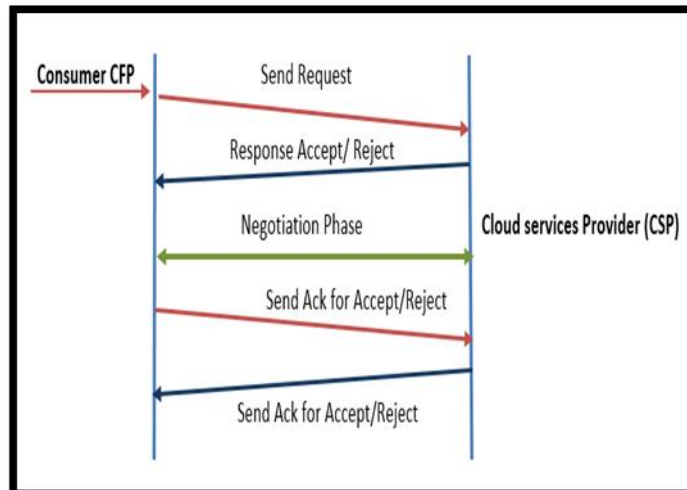 Consumer CFP
Send Request
Response Accept/ Reject
Negotiation Phase
Cloud services Provider (CSP)
Send Ack for Accept/Reject
Send Ack for Accept/Reject